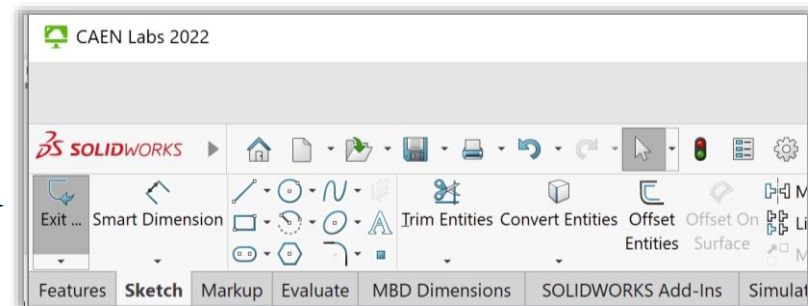 CAEN Labs 2022
SOLIDWORKS
Exit ... Smart Dimension Trim Entities Convert Entities Offset Entities Offset On Surface
Features Sketch Markup Evaluate MBD Dimensions SOLIDWORKS Add-Ins